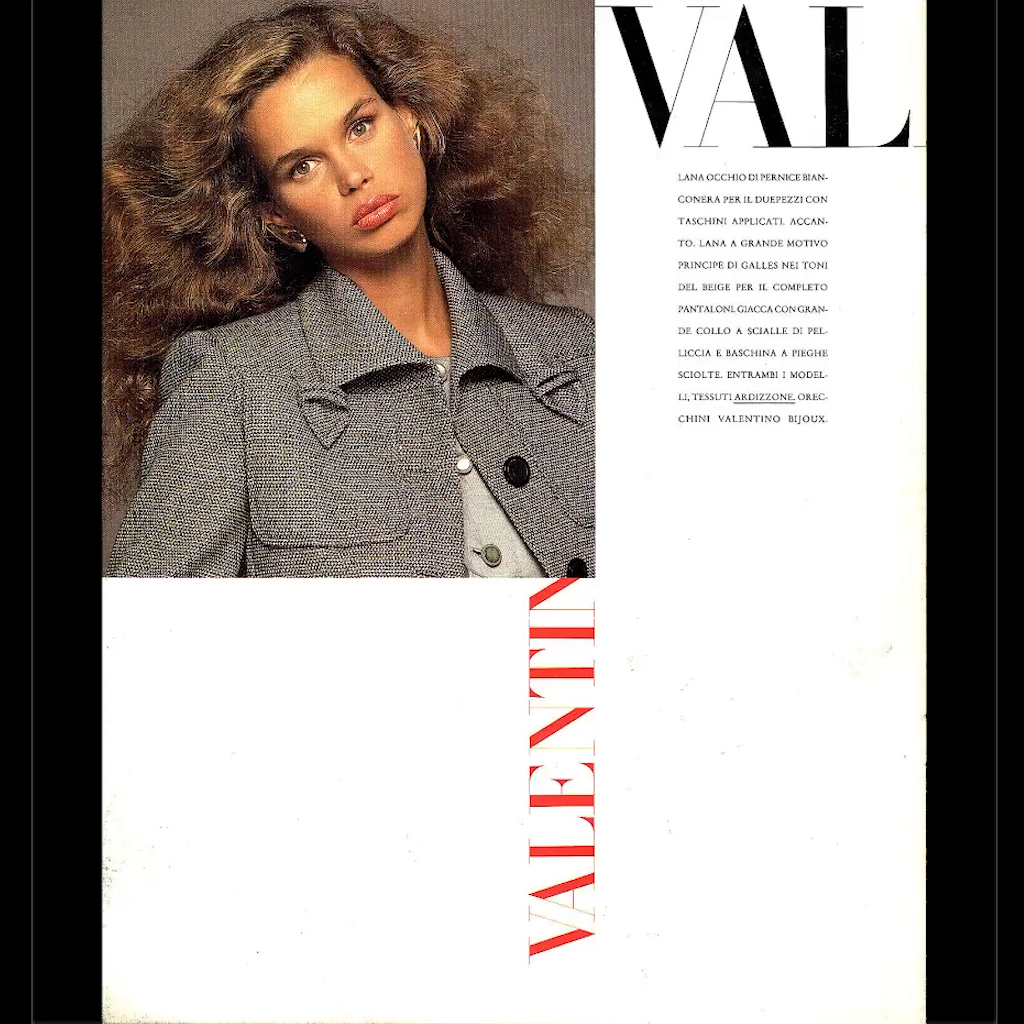 VAL
LANA OCCHIO DI PERNICE BIAN-
CONERA PER IL DUEPEZZI CON
TASCHINI APPLICATI. ACCAN-
TO. LANA A GRANDE MOTIVO
PRINCIPE DI GALLES NEI TONI
DEL BEIGE PER IL COMPLETO
PANTALONI. GIACCA CON GRAN-
DE COLLO A SCIALLE DI PEL-
LICCIA E BASCHINA A PIEGHE
SCIOLTE. ENTRAMBI I MODEL-
LI, TESSUTI ARDIZZONE. OREC-
CHINI VALENTINO BIJOUX.
VALENTIN